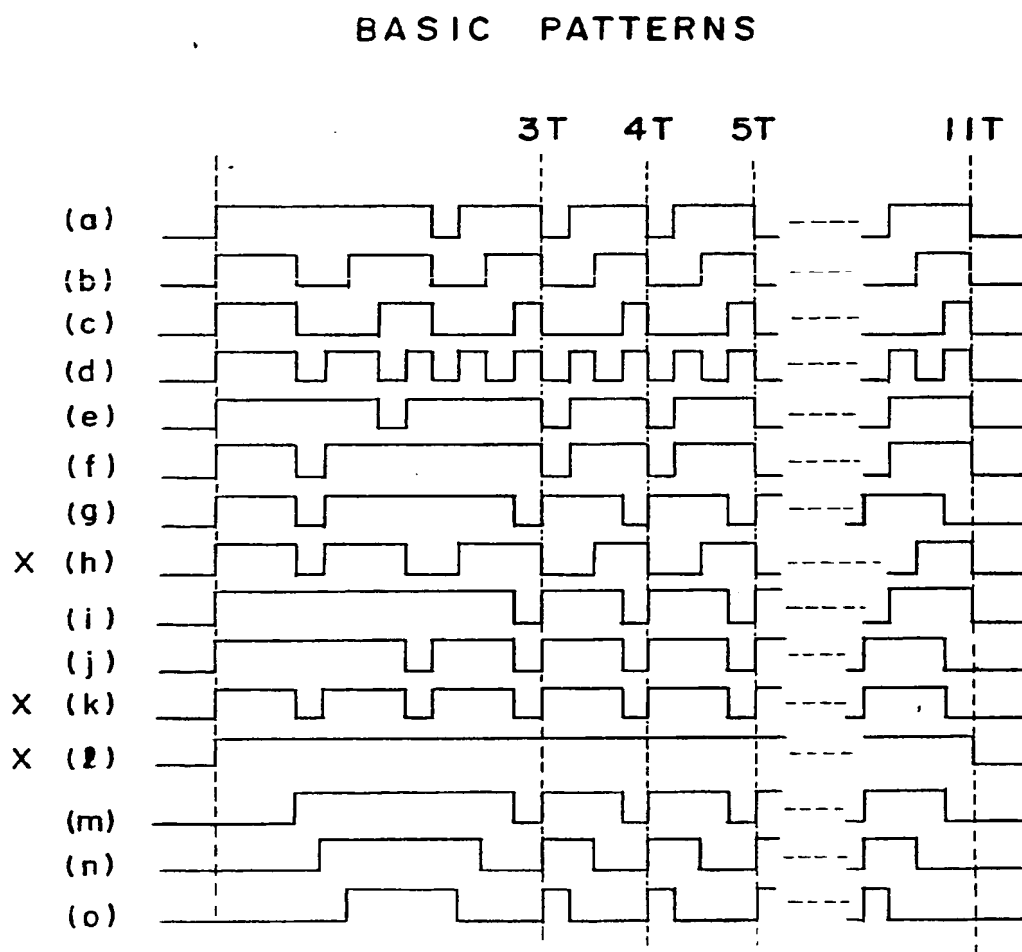 BASIC PATTERNS
3T 4T 5T 11T
(a)
(b)
(c)
(d)
(e)
(f)
(g)
X (h)
(i)
(j)
X (k)
X (ℓ)
(m)
(n)
(o)